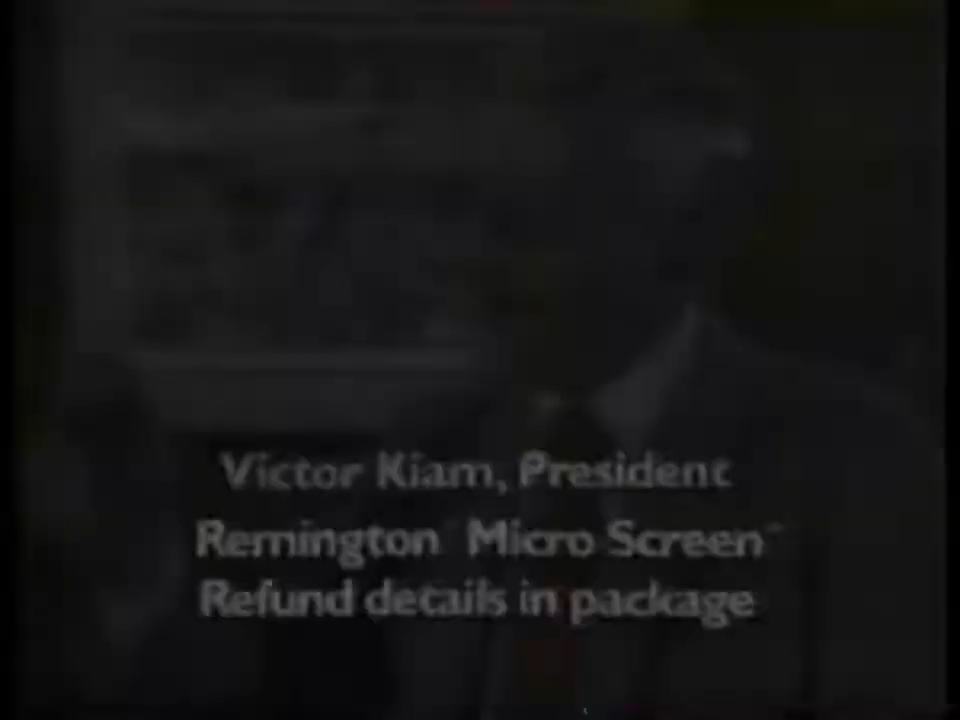 Victor Kiam, President
Remington Micro Screen
Refund details in package